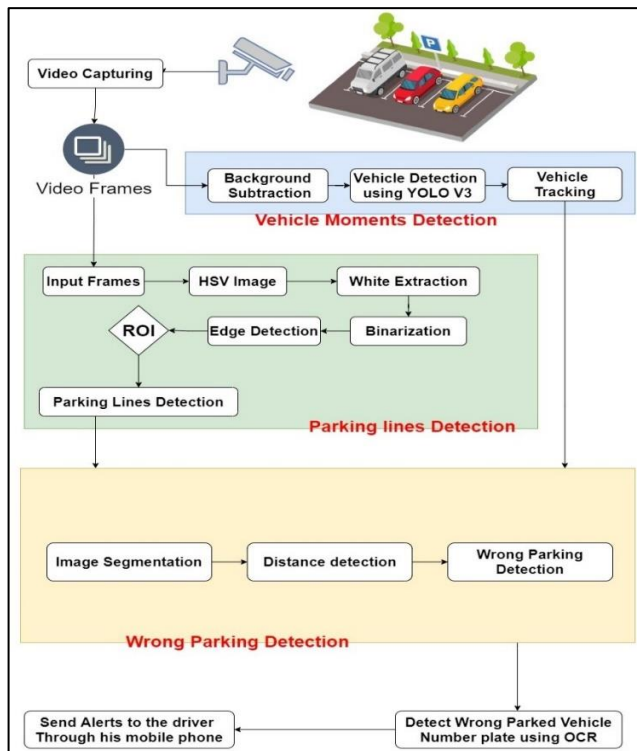 Video Capturing
P
Video Frames
Background
Subtraction
Vehicle Detection
using YOLO V3
Vehicle
Tracking
Vehicle Moments Detection
Input Frames
HSV Image
White Extraction
ROI
Edge Detection
Binarization
Parking Lines Detection
Parking lines Detection
Image Segmentation
Distance detection
Wrong Parking
Detection
Wrong Parking Detection
Send Alerts to the driver
Through his mobile phone
Detect Wrong Parked Vehicle
Number plate using OCR